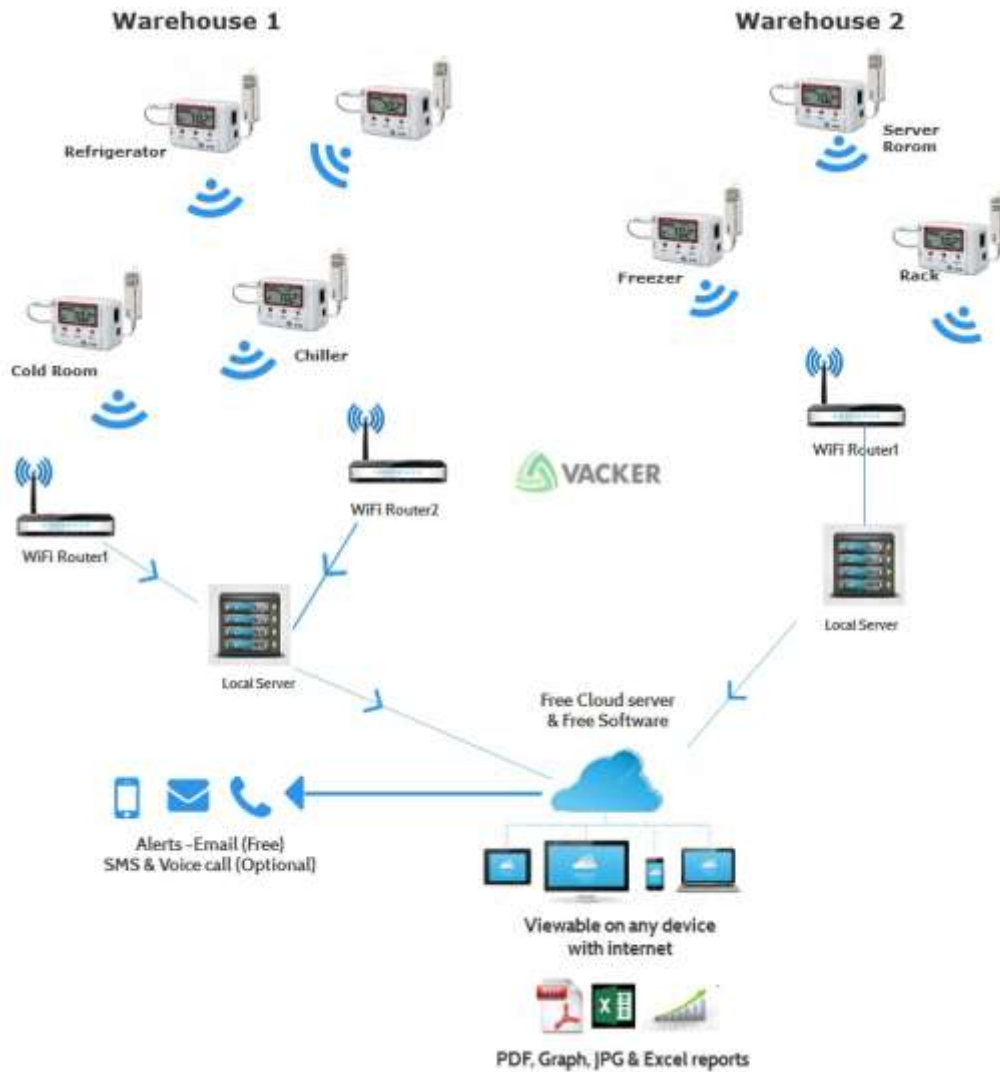 Warehouse 1
Warehouse 2
Refrigerator
Server
Rorom
Freezer
Rack
Cold Room
Chiller
WiFi Router1
WiFi Router2
VACKER
WiFi Router1
Local Server
Local Server
Free Cloud server
& Free Software
Alerts -Email (Free)
SMS & Voice call (Optional)
Viewable on any device
with internet
PDF, Graph, JPG & Excel reports